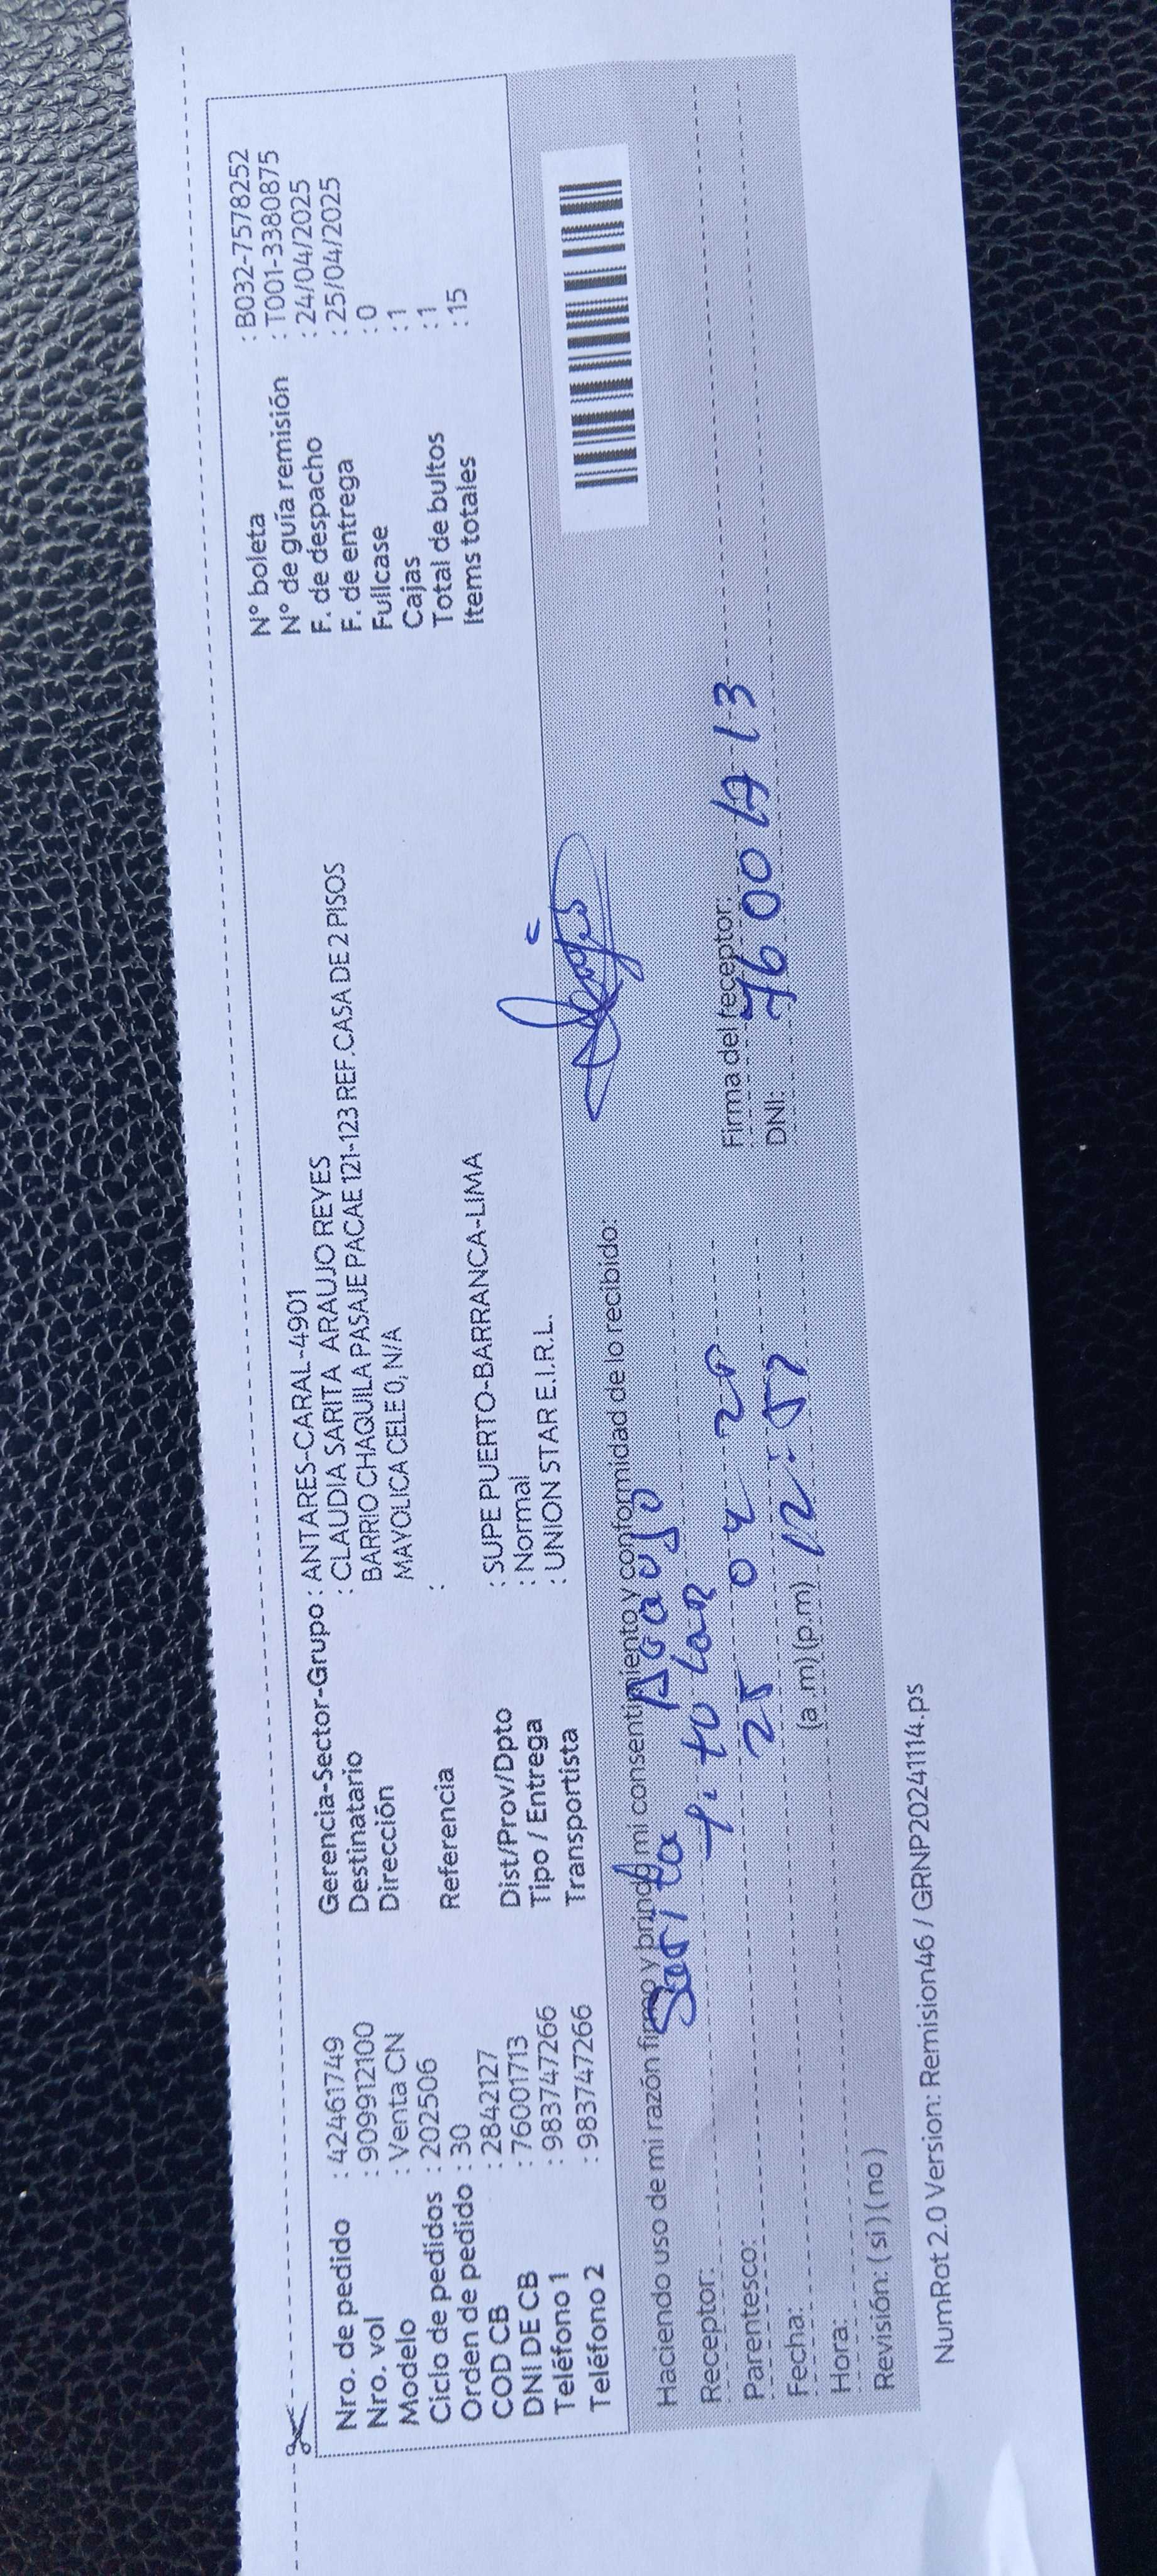 Nro. de pedido : 42461749
Nro. vol : 909912100
Modelo : Venta CN
Ciclo de pedidos : 202506
Orden de pedido : 30
COD CB : 2842127
DNI DE CB : 76001713
Teléfono 1 : 983747266
Teléfono 2 : 983747266
Gerencia-Sector-Grupo : ANTARES-CARAL-4901
Destinatario : CLAUDIA SARITA ARAUJO REYES
Dirección BARRIO CHAQUILA PASAJE PACAE 121-123 REF. CASA DE 2 PISOS
MAYOLICA CELE 0, N/A
Referencia :
Dist/Prov/Dpto : SUPE PUERTO-BARRANCA-LIMA
Tipo / Entrega : Normal
Transportista : UNION STAR E.I.R.L.
N° boleta : B032-7578252
N° de guía remisión : T001-3380875
F. de despacho : 24/04/2025
F. de entrega : 25/04/2025
Fullcase : 0
Cajas : 1
Total de bultos : 1
Items totales : 15
Haciendo uso de mi razón firmo y brindo mi consentimiento y conformidad de lo recibido:
Receptor: Sarita Araujo
Parentesco: titular
Fecha: 25 04 25
Hora: (a.m) (p.m) 12:57
Revisión: ( si ) ( no )
Firma del receptor:
DNI: 76001713
NumRot 2.0 Version: Remision46 / GRNP20241114.ps